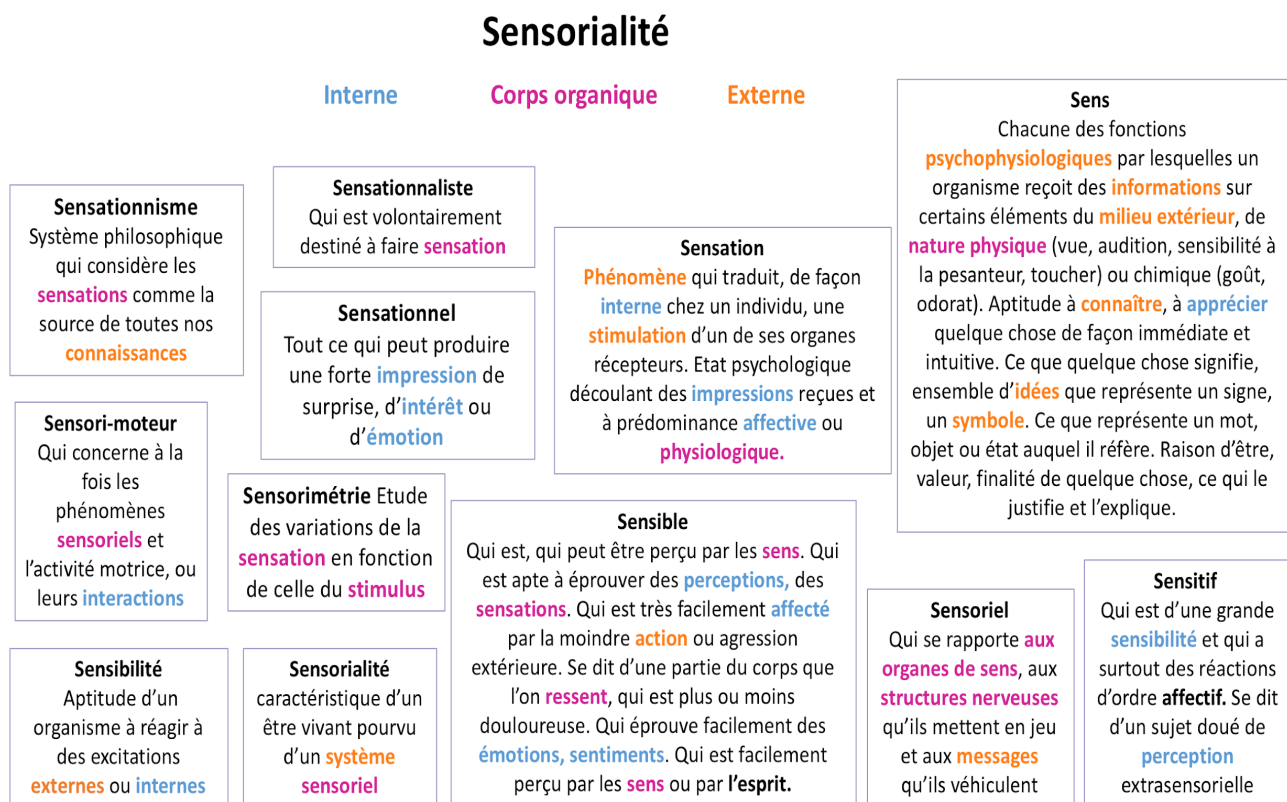 Sensorialité
Interne
Corps organique
Externe
Sensationnisme
Système philosophique
qui considère les
sensations comme la
source de toutes nos
connaissances
Sensationnaliste
Qui est volontairement
destiné à faire sensation
Sensationnel
Tout ce qui peut produire
une forte impression de
surprise, d'intérêt ou
d'émotion
Sensation
Phénomène qui traduit, de façon
interne chez un individu, une
stimulation d'un de ses organes
récepteurs. Etat psychologique
découlant des impressions reçues et
à prédominance affective ou
physiologique.
Sens
Chacune des fonctions
psychophysiologiques par lesquelles un
organisme reçoit des informations sur
certains éléments du milieu extérieur, de
nature physique (vue, audition, sensibilité à
la pesanteur, toucher) ou chimique (goût,
odorat). Aptitude à connaître, à apprécier
quelque chose de façon immédiate et
intuitive. Ce que quelque chose signifie,
ensemble d'idées que représente un signe,
un symbole. Ce que représente un mot,
objet ou état auquel il réfère. Raison d'être,
valeur, finalité de quelque chose, ce qui le
justifie et l'explique.
Sensori-moteur
Qui concerne à la
fois les
phénomènes
sensoriels et
l'activité motrice, ou
leurs interactions
Sensorimétrie Etude
des variations de la
sensation en fonction
de celle du stimulus
Sensible
Qui est, qui peut être perçu par les sens. Qui
est apte à éprouver des perceptions, des
sensations. Qui est très facilement affecté
par la moindre action ou agression
extérieure. Se dit d'une partie du corps que
l'on ressent, qui est plus ou moins
douloureuse. Qui éprouve facilement des
émotions, sentiments. Qui est facilement
perçu par les sens ou par l'esprit.
Sensibilité
Aptitude d'un
organisme à réagir à
des excitations
externes ou internes
Sensorialité
caractéristique d'un
être vivant pourvu
d'un système
sensoriel
Sensoriel
Qui se rapporte aux
organes de sens, aux
structures nerveuses
qu'ils mettent en jeu
et aux messages
qu'ils véhiculent
Sensitif
Qui est d'une grande
sensibilité et qui a
surtout des réactions
d'ordre affectif. Se dit
d'un sujet doué de
perception
extrasensorielle